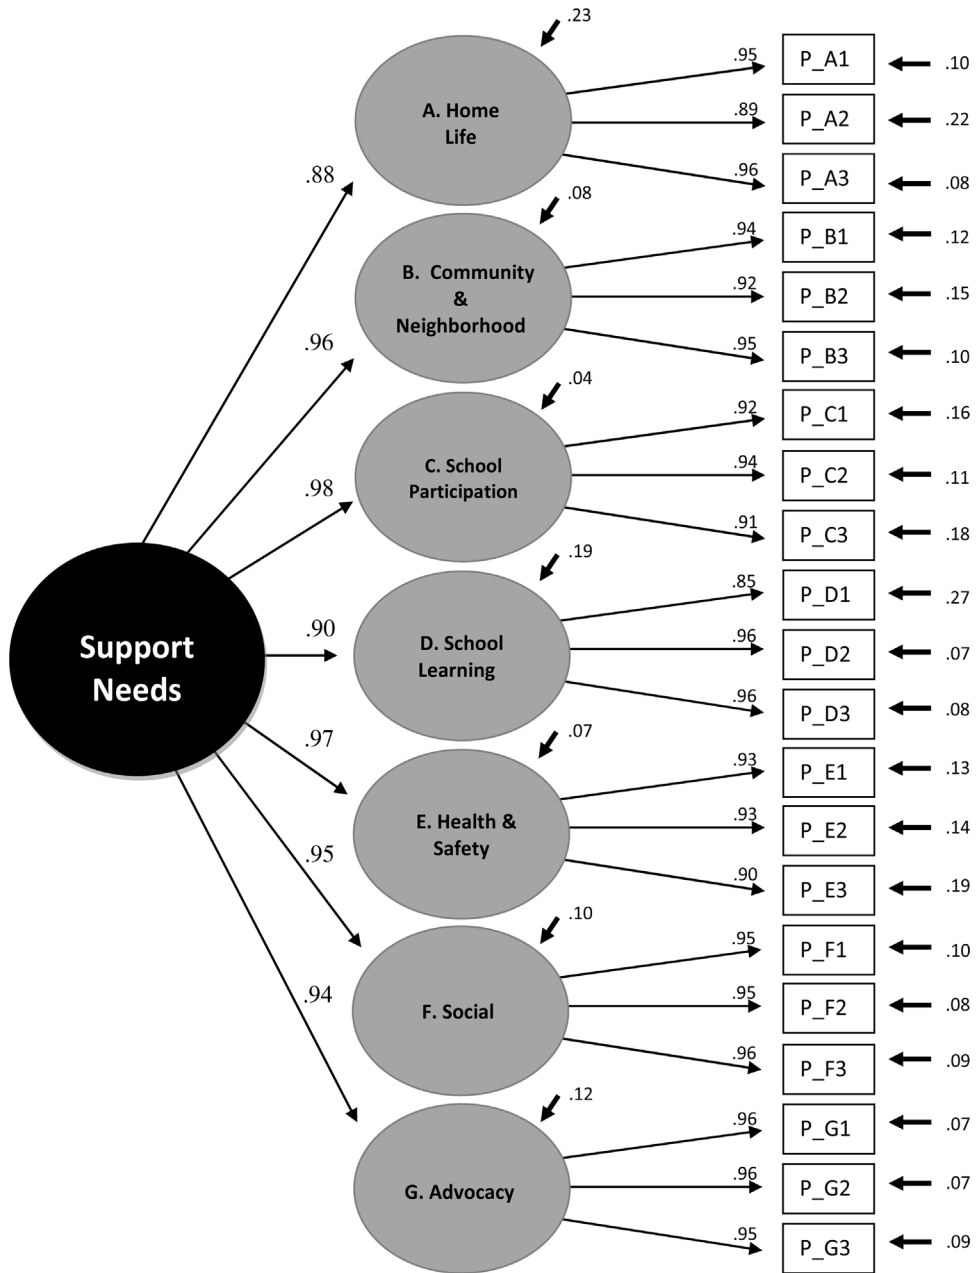 .23
.95
P_A1
.10
A. Home
Life
.89
P_A2
.22
.96
P_A3
.08
.88
.08
.94
P_B1
.12
B. Community
&
Neighborhood
.92
P_B2
.15
.95
P_B3
.10
.96
.04
.92
P_C1
.16
C. School
Participation
.94
P_C2
.11
.91
P_C3
.18
.98
.19
.85
P_D1
.27
Support
Needs
.90
D. School
Learning
.96
P_D2
.07
.96
P_D3
.08
.97
.07
.93
P_E1
.13
E. Health &
Safety
.93
P_E2
.14
.90
P_E3
.19
.95
.10
.95
P_F1
.10
F. Social
.95
P_F2
.08
.96
P_F3
.09
.94
.12
.96
P_G1
.07
G. Advocacy
.96
P_G2
.07
.95
P_G3
.09